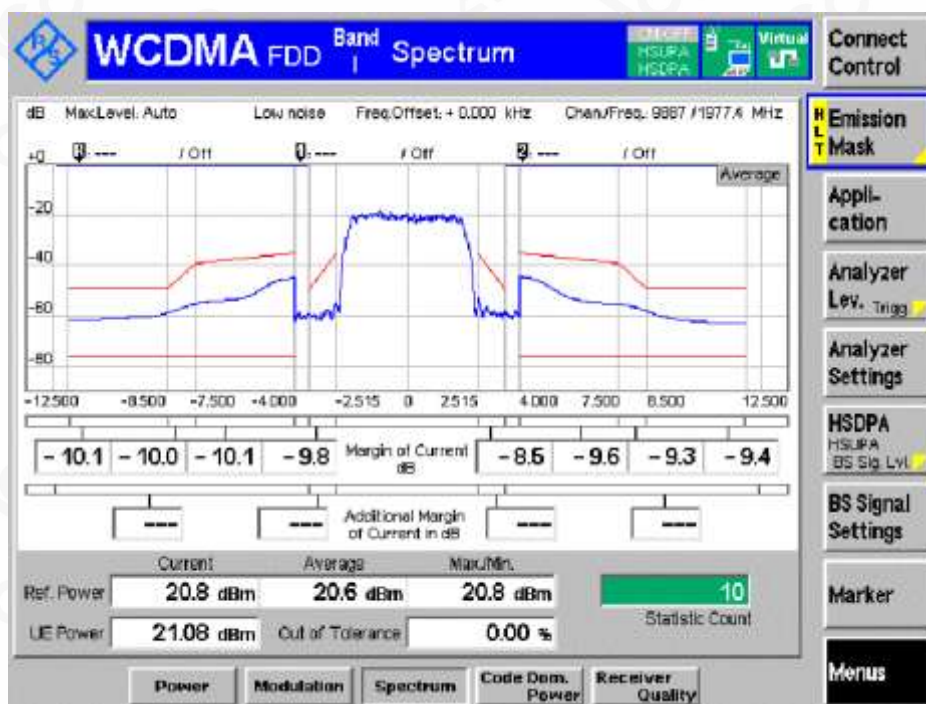 WCDMA FDD Band I Spectrum
HSUPA
HSDPA
Virtual
Connect Control
dB Max.Level: Auto Low noise Freq.Offset: + 0.000 kHz Chan./Freq.: 9887 / 1977.4 MHz
HLT Emission Mask
--- / Off
1: --- / Off
2: --- / Off
+0
Average
-20
-40
-60
-80
-12.500 -8.500 -7.500 -4.000 -2.515 0 2.515 4.000 7.500 8.500 12.500
Appli-cation
Analyzer Lev. Trigg
Analyzer Settings
- 10.1 - 10.0 - 10.1 - 9.8 Margin of Current dB - 8.5 - 9.6 - 9.3 - 9.4
HSDPA
HSUPA
BS Sig. Lvl.
--- --- Additional Margin of Current in dB --- ---
BS Signal Settings
Current Average Max./Min.
Ref. Power 20.8 dBm 20.6 dBm 20.8 dBm 10
Statistic Count
UE Power 21.08 dBm Out of Tolerance 0.00 %
Marker
Menus
Power Modulation Spectrum Code Dom. Power Receiver Quality